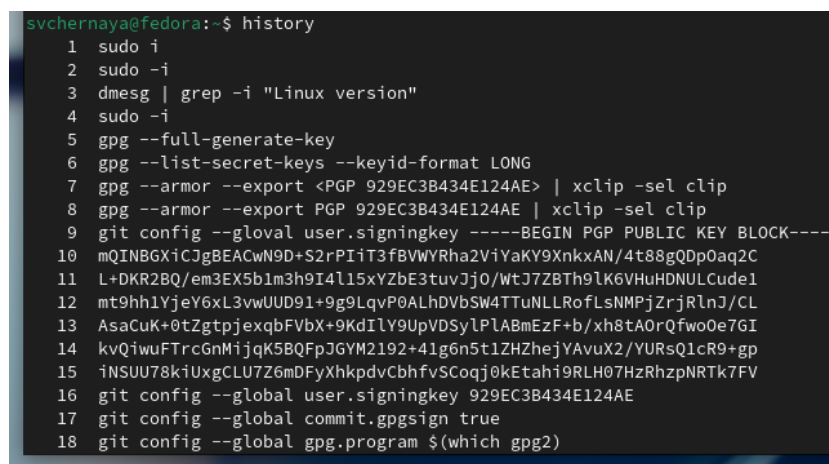 svchernaya@fedora:~$ history
1 sudo i
2 sudo -i
3 dmesg | grep -i "Linux version"
4 sudo -i
5 gpg --full-generate-key
6 gpg --list-secret-keys --keyid-format LONG
7 gpg --armor --export <PGP 929EC3B434E124AE> | xclip -sel clip
8 gpg --armor --export PGP 929EC3B434E124AE | xclip -sel clip
9 git config --gloval user.signingkey -----BEGIN PGP PUBLIC KEY BLOCK----
10 mQINBGXiCJgBEACwN9D+S2rPIiT3fBVWYRha2ViYaKY9XnkxAN/4t88gQDpOaq2C
11 L+DKR2BQ/em3EX5b1m3h9I4l15xYZbE3tuvJjO/WtJ7ZBTh9lK6VHuHDNULCude1
12 mt9hh1YjeY6xL3vwUUD91+9g9LqvP0ALhDVbSW4TTuNLLRofLsNMPjZrjRlnJ/CL
13 AsaCuK+0tZgtpjexqbFVbX+9KdIlY9UpVDSylPlABmEzF+b/xh8tAOrQfwoOe7GI
14 kvQiwuFTrcGnMijqK5BQFpJGYM2192+41g6n5t1ZHZhejYAvuX2/YURsQ1cR9+gp
15 iNSUU78kiUxgCLU7Z6mDFyXhkpdvCbhfvSCoqj0kEtahi9RLH07HzRhzpNRTk7FV
16 git config --global user.signingkey 929EC3B434E124AE
17 git config --global commit.gpgsign true
18 git config --global gpg.program $(which gpg2)